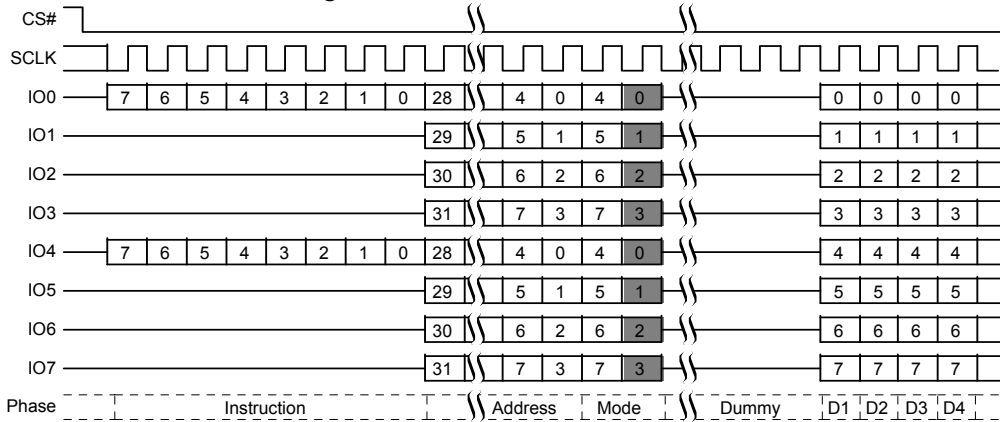 CS#
SCLK
IO0 7 6 5 4 3 2 1 0 28 4 0 4 0 0 0 0 0
IO1 29 5 1 5 1 1 1 1 1
IO2 30 6 2 6 2 2 2 2 2
IO3 31 7 3 7 3 3 3 3 3
IO4 7 6 5 4 3 2 1 0 28 4 0 4 0 4 4 4 4
IO5 29 5 1 5 1 5 5 5 5
IO6 30 6 2 6 2 6 6 6 6
IO7 31 7 3 7 3 7 7 7 7
Phase Instruction Address Mode Dummy D1 D2 D3 D4